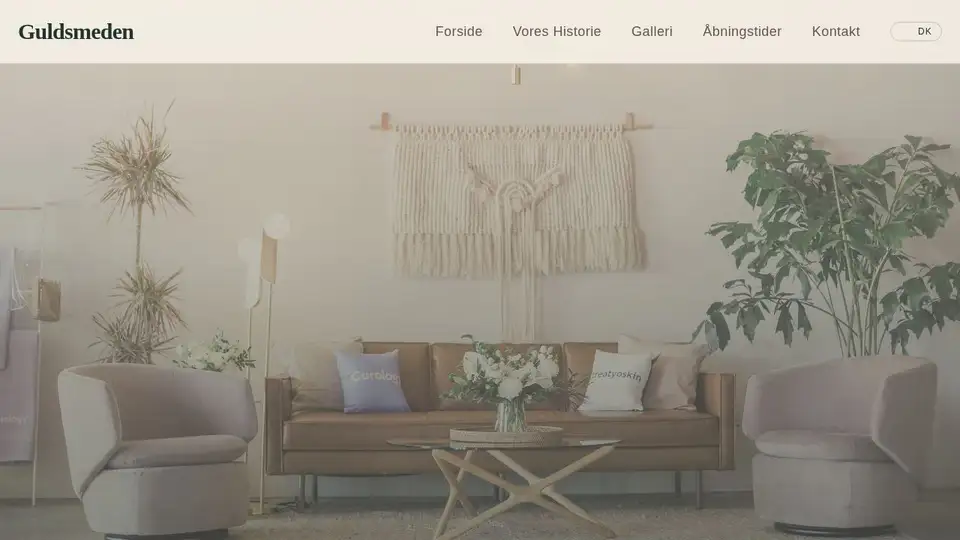 Guldsmeden
Forside
Vores Historie
Galleri
Åbningstider
Kontakt
DK